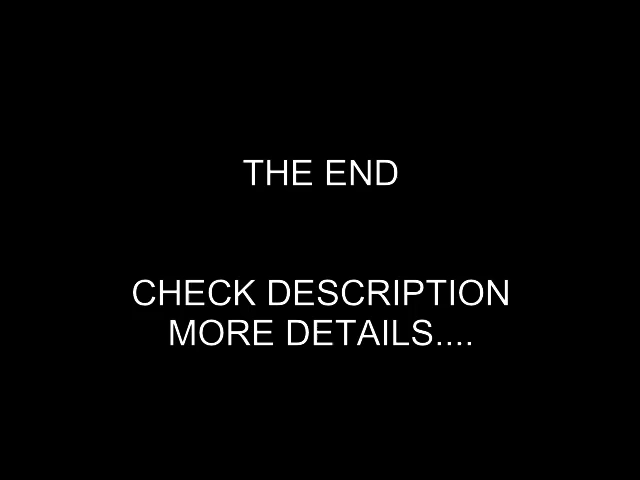 THE END
CHECK DESCRIPTION
MORE DETAILS....